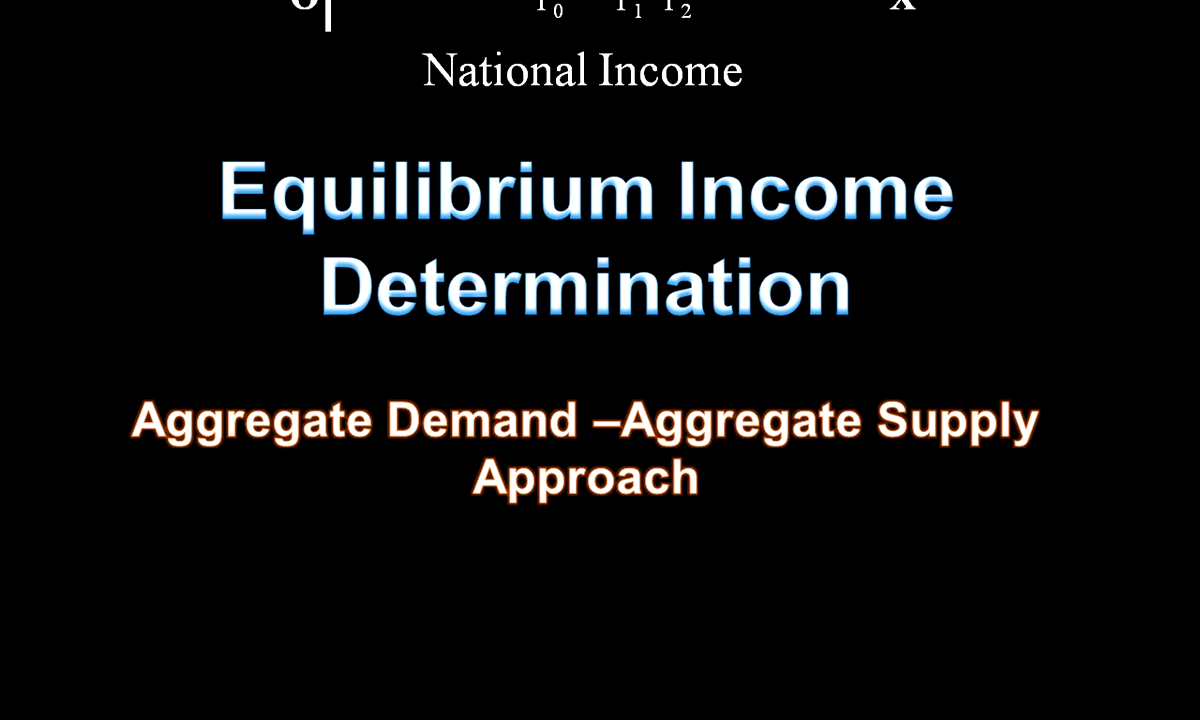 National Income
Equilibrium Income
Determination
Aggregate Demand –Aggregate Supply
Approach